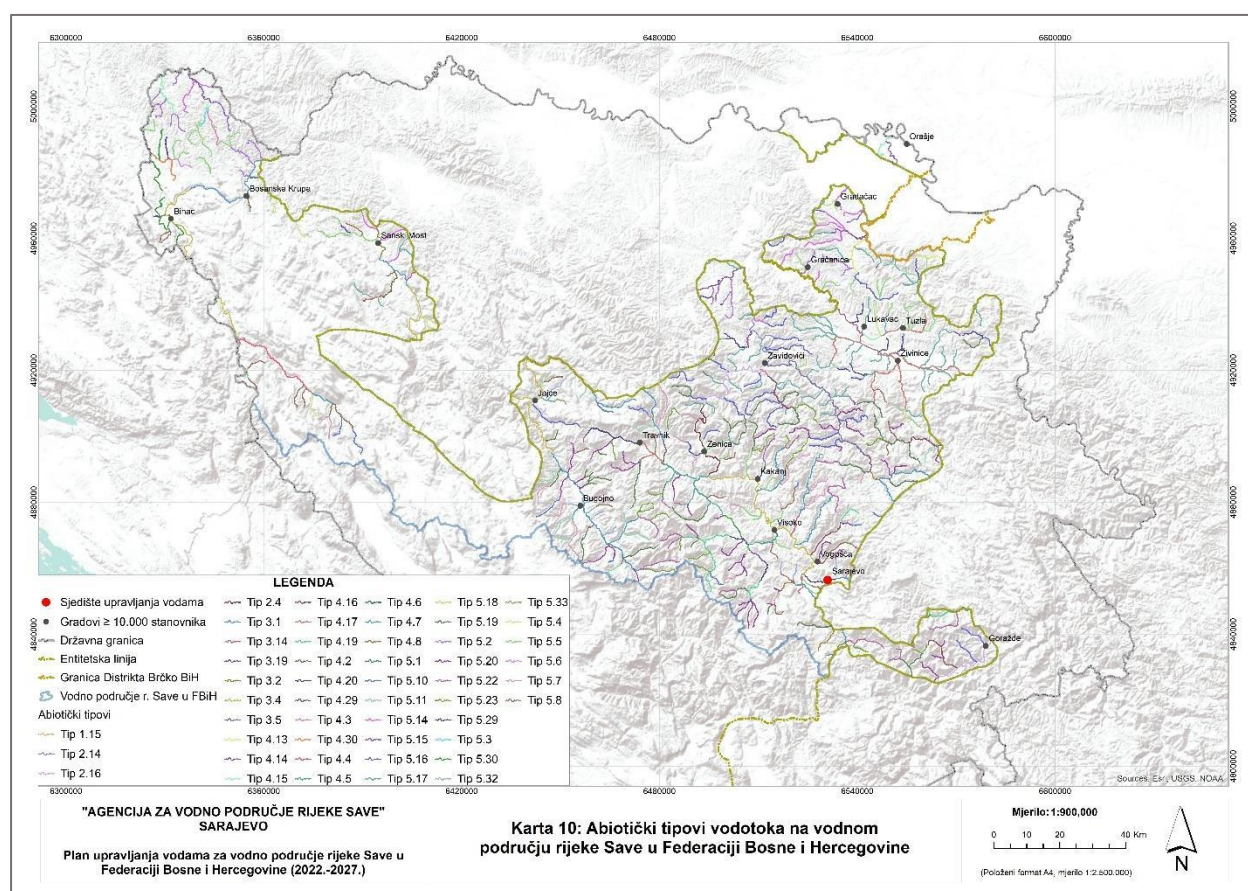 6300000 6360000 6420000 6480000 6540000 6600000
5000000 5000000
4960000 4960000
4920000 4920000
4880000 4880000
4840000 4840000
4800000 4800000
Orašje
Bosanska Krupa
Gradačac
Bihać
Sanski Most
Gračanica
Lukavac Tuzla
Zavidovići Živinice
Jajce
Travnik
Zenica
Kakanj
Bugojno
Visoko
Vogošća
Sarajevo
Goražde
LEGENDA
Sjedište upravljanja vodama
Gradovi ≥ 10.000 stanovnika
Državna granica
Entitetska linija
Granica Distrikta Brčko BiH
Vodno područje r. Save u FBiH
Abiotički tipovi
Tip 1.15
Tip 2.14
Tip 2.16
Tip 2.4
Tip 3.1
Tip 3.14
Tip 3.19
Tip 3.2
Tip 3.4
Tip 3.5
Tip 4.13
Tip 4.14
Tip 4.15
Tip 4.16
Tip 4.17
Tip 4.19
Tip 4.2
Tip 4.20
Tip 4.29
Tip 4.3
Tip 4.30
Tip 4.4
Tip 4.5
Tip 4.6
Tip 4.7
Tip 4.8
Tip 5.1
Tip 5.10
Tip 5.11
Tip 5.14
Tip 5.15
Tip 5.16
Tip 5.17
Tip 5.18
Tip 5.19
Tip 5.2
Tip 5.20
Tip 5.22
Tip 5.23
Tip 5.29
Tip 5.3
Tip 5.30
Tip 5.32
Tip 5.33
Tip 5.4
Tip 5.5
Tip 5.6
Tip 5.7
Tip 5.8
Sources: Esri, USGS, NOAA
6300000 6360000 6420000 6480000 6540000 6600000
"AGENCIJA ZA VODNO PODRUČJE RIJEKE SAVE"
SARAJEVO
Plan upravljanja vodama za vodno područje rijeke Save u
Federaciji Bosne i Hercegovine (2022.-2027.)
Karta 10: Abiotički tipovi vodotoka na vodnom
području rijeke Save u Federaciji Bosne i Hercegovine
Mjerilo: 1:900,000
0 10 20 40 Km
(Položeni format A4, mjerilo 1:2.500.000)
N